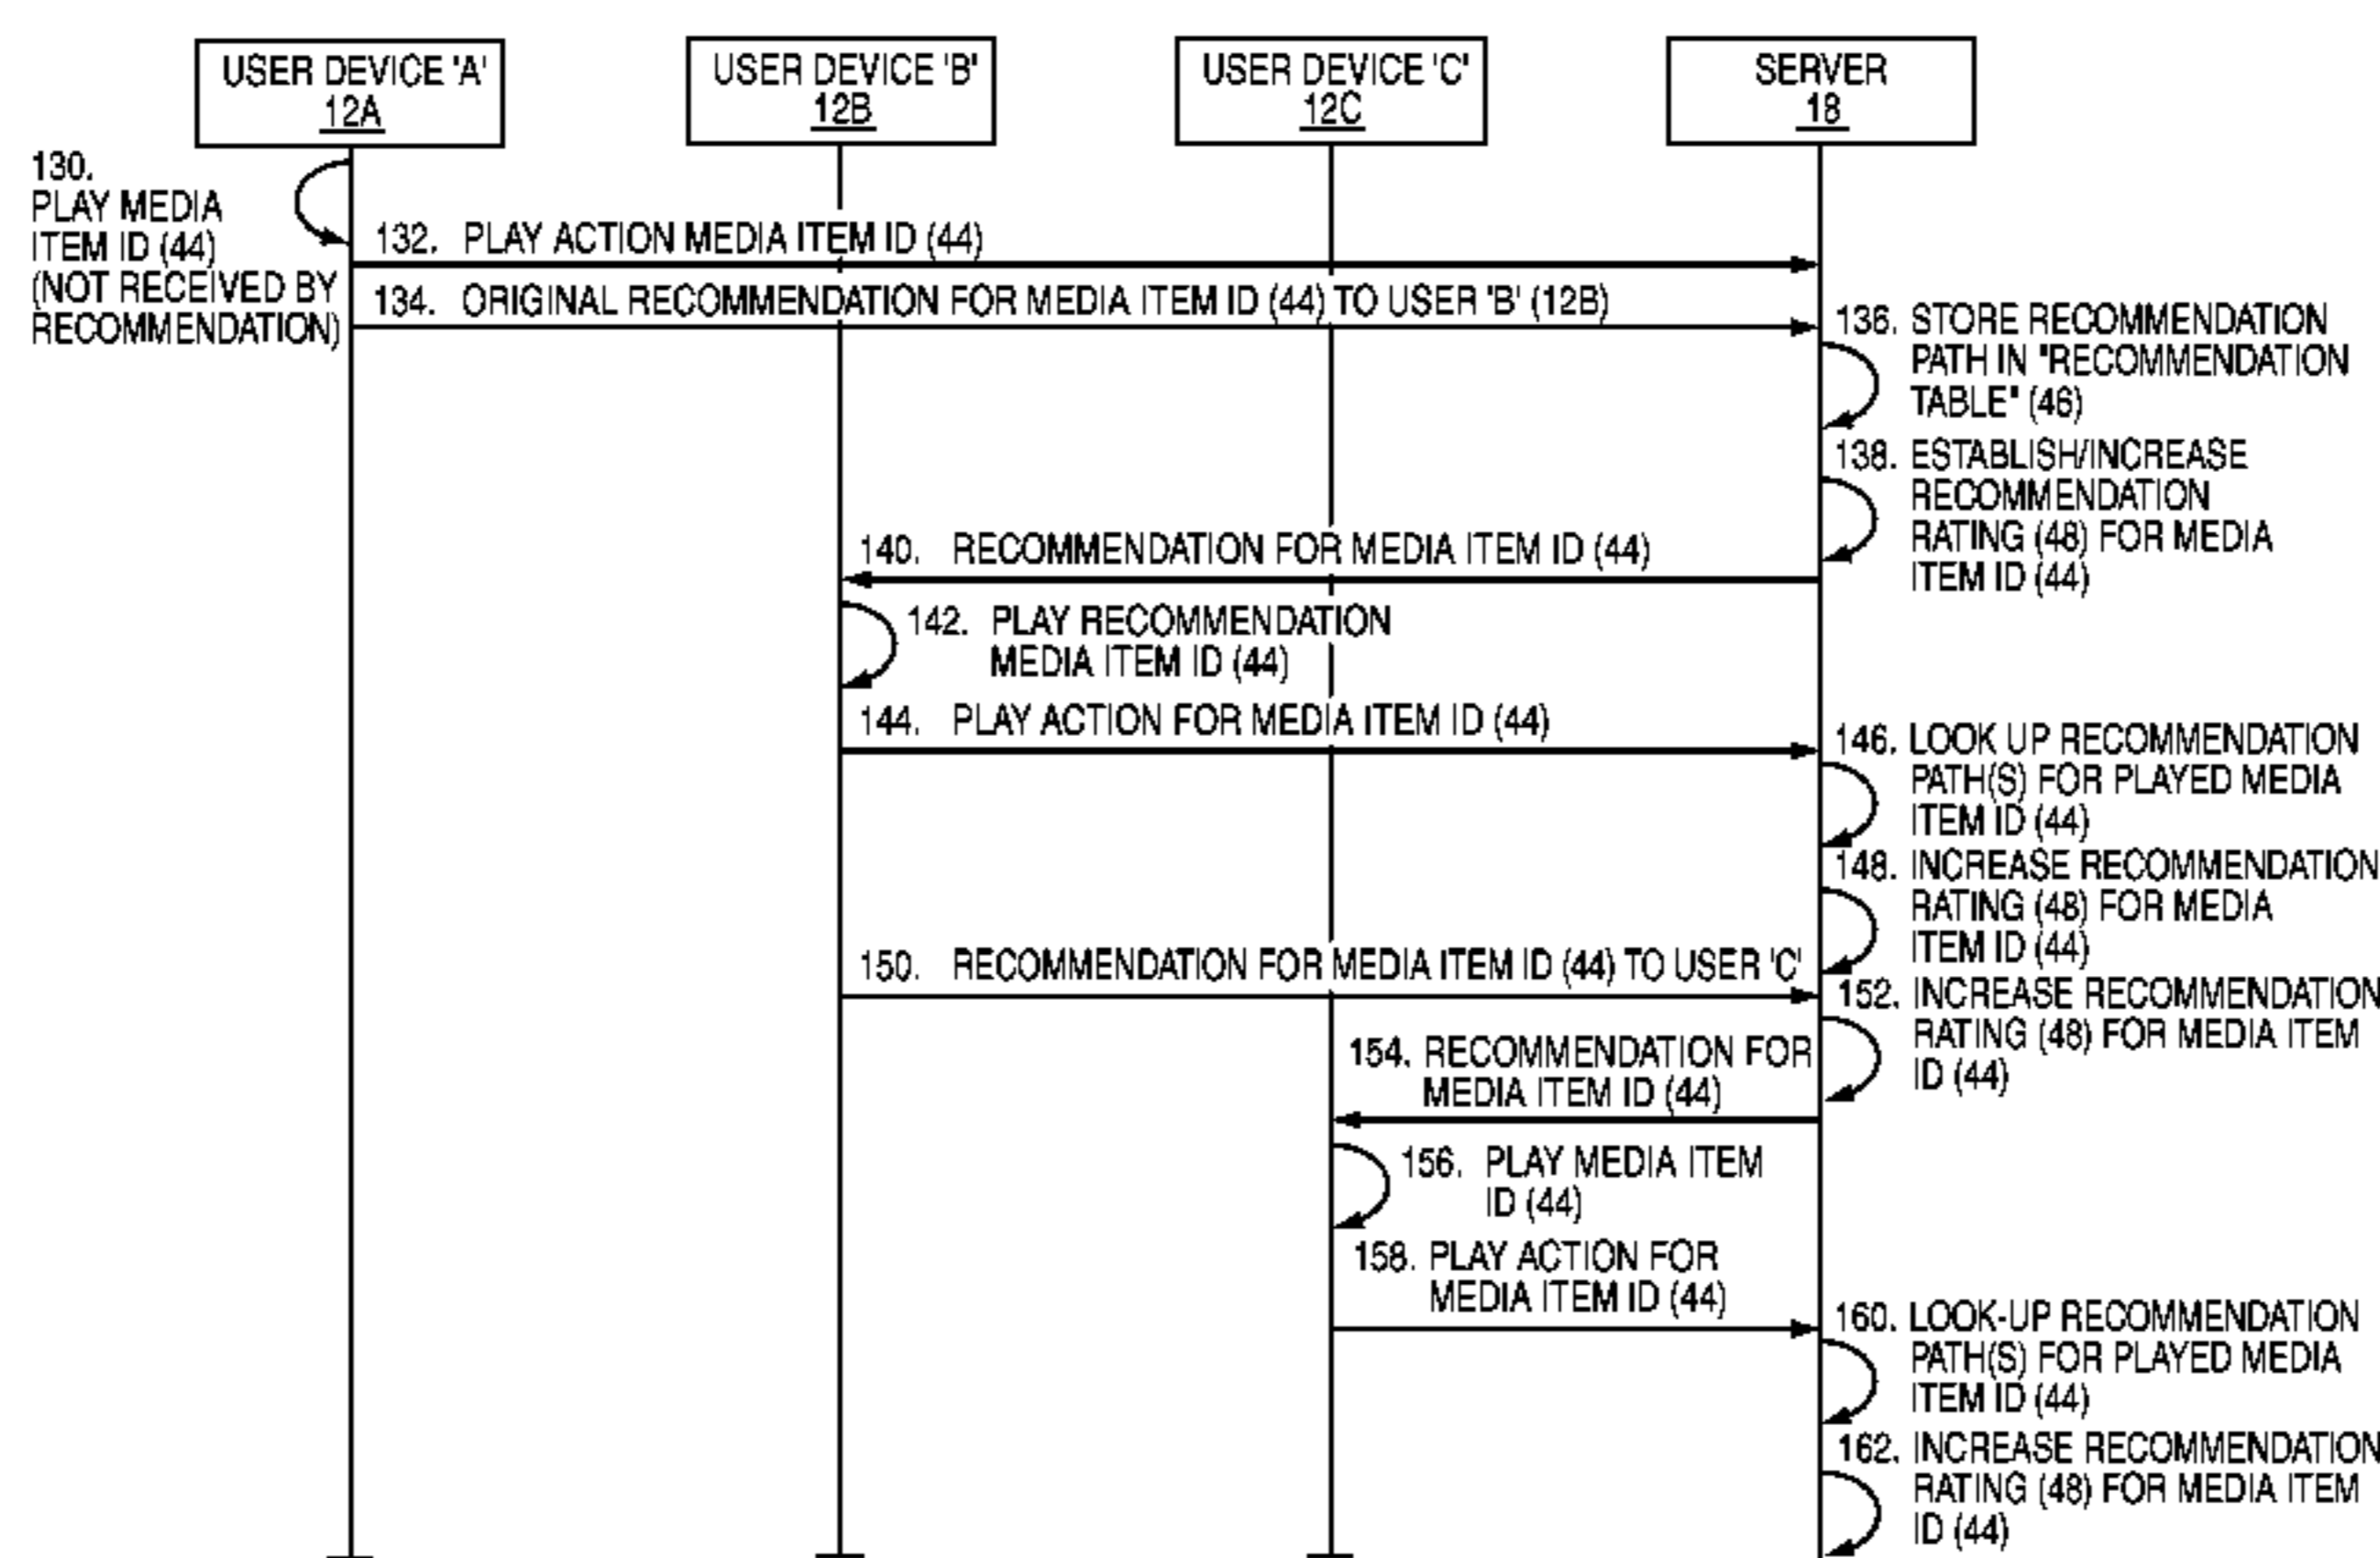 USER DEVICE 'A'
12A
USER DEVICE 'B'
12B
USER DEVICE 'C'
12C
SERVER
18
130.
PLAY MEDIA
ITEM ID (44)
(NOT RECEIVED BY
RECOMMENDATION)
132. PLAY ACTION MEDIA ITEM ID (44)
134. ORIGINAL RECOMMENDATION FOR MEDIA ITEM ID (44) TO USER 'B' (12B)
136. STORE RECOMMENDATION
PATH IN "RECOMMENDATION
TABLE" (46)
138. ESTABLISH/INCREASE
RECOMMENDATION
RATING (48) FOR MEDIA
ITEM ID (44)
140. RECOMMENDATION FOR MEDIA ITEM ID (44)
142. PLAY RECOMMENDATION
MEDIA ITEM ID (44)
144. PLAY ACTION FOR MEDIA ITEM ID (44)
146. LOOK UP RECOMMENDATION
PATH(S) FOR PLAYED MEDIA
ITEM ID (44)
148. INCREASE RECOMMENDATION
RATING (48) FOR MEDIA
ITEM ID (44)
150. RECOMMENDATION FOR MEDIA ITEM ID (44) TO USER 'C'
152. INCREASE RECOMMENDATION
RATING (48) FOR MEDIA ITEM
ID (44)
154. RECOMMENDATION FOR
MEDIA ITEM ID (44)
156. PLAY MEDIA ITEM
ID (44)
158. PLAY ACTION FOR
MEDIA ITEM ID (44)
160. LOOK-UP RECOMMENDATION
PATH(S) FOR PLAYED MEDIA
ITEM ID (44)
162. INCREASE RECOMMENDATION
RATING (48) FOR MEDIA ITEM
ID (44)